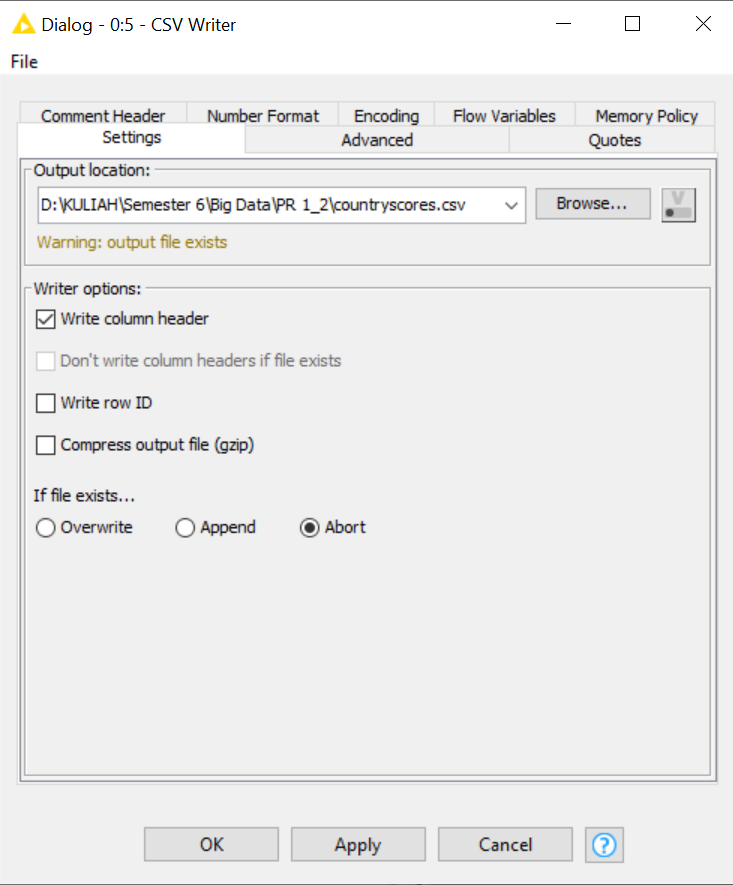 Dialog - 0:5 - CSV Writer
File
Comment Header Number Format Encoding Flow Variables Memory Policy
Settings Advanced Quotes
Output location:
D:\KULIAH\Semester 6\Big Data\PR 1_2\countryscores.csv Browse... V
Warning: output file exists
Writer options:
Write column header
Don't write column headers if file exists
Write row ID
Compress output file (gzip)
If file exists...
Overwrite Append Abort
OK Apply Cancel ?